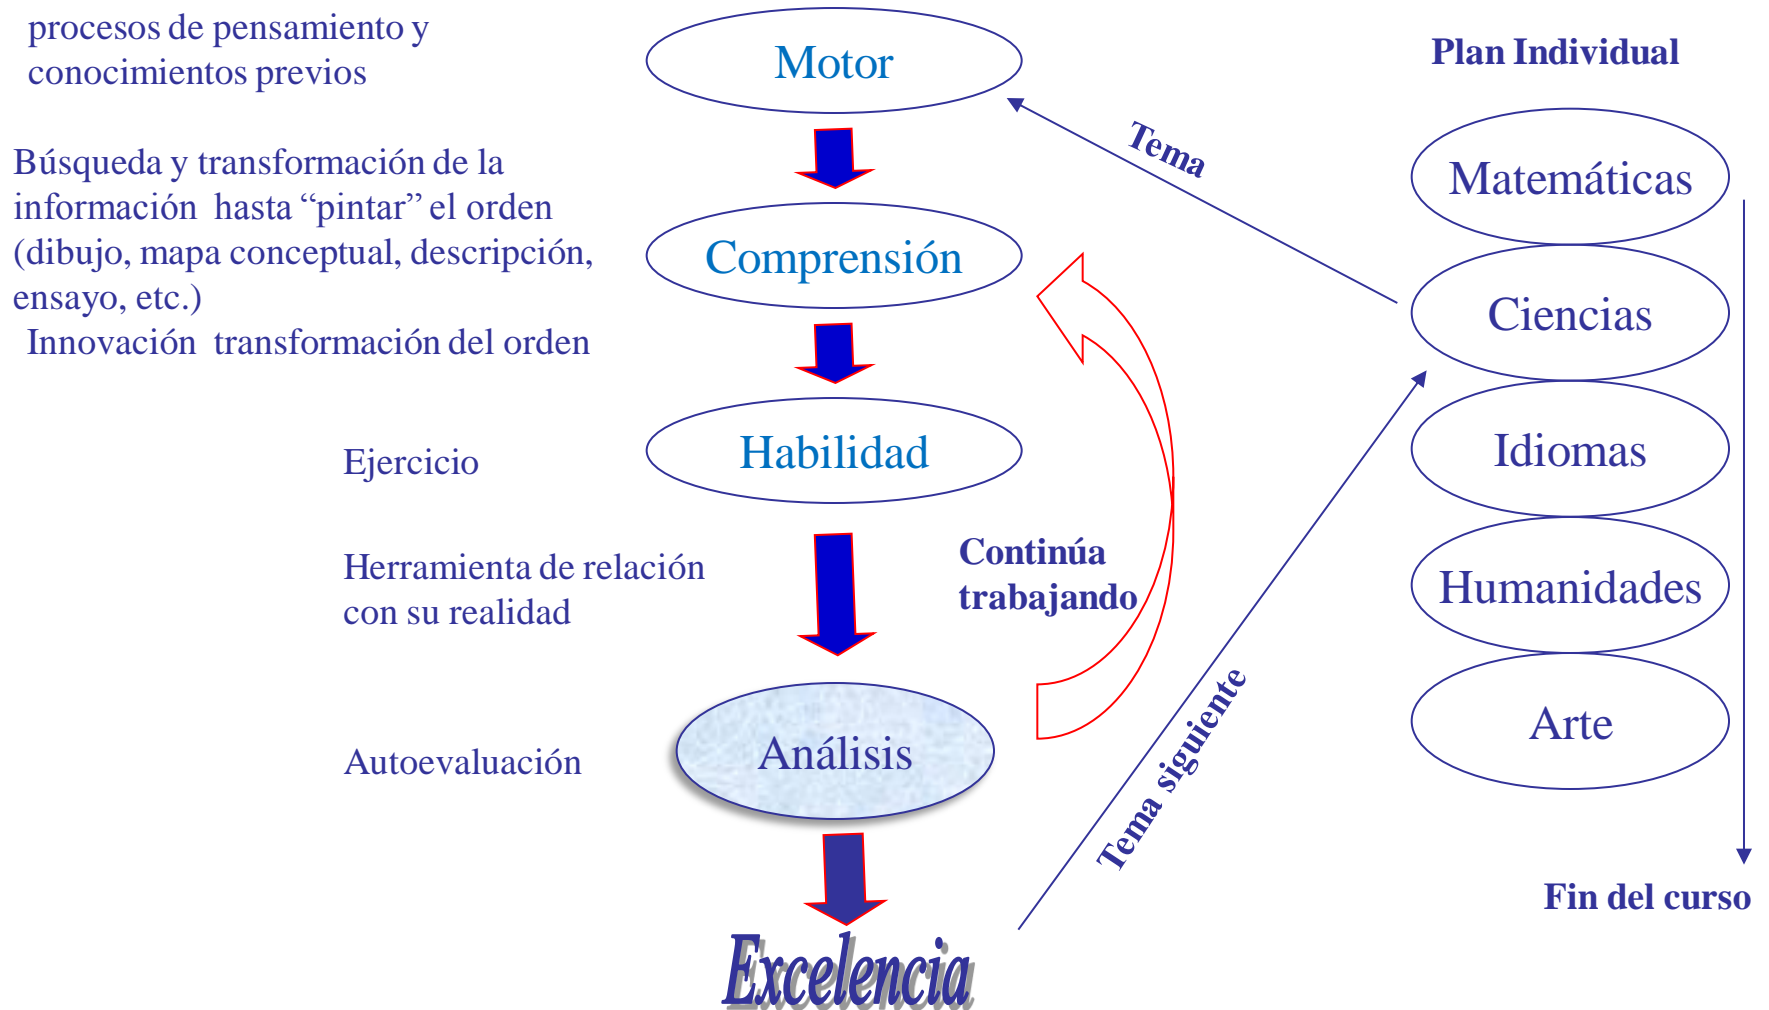 procesos de pensamiento y
conocimientos previos
Motor
Plan Individual
Tema
Matemáticas
Búsqueda y transformación de la
información hasta “pintar” el orden
(dibujo, mapa conceptual, descripción,
ensayo, etc.)
Innovación transformación del orden
Comprensión
Ciencias
Ejercicio
Habilidad
Idiomas
Herramienta de relación
con su realidad
Continúa
trabajando
Humanidades
Autoevaluación
Análisis
Tema siguiente
Arte
Fin del curso
Excelencia